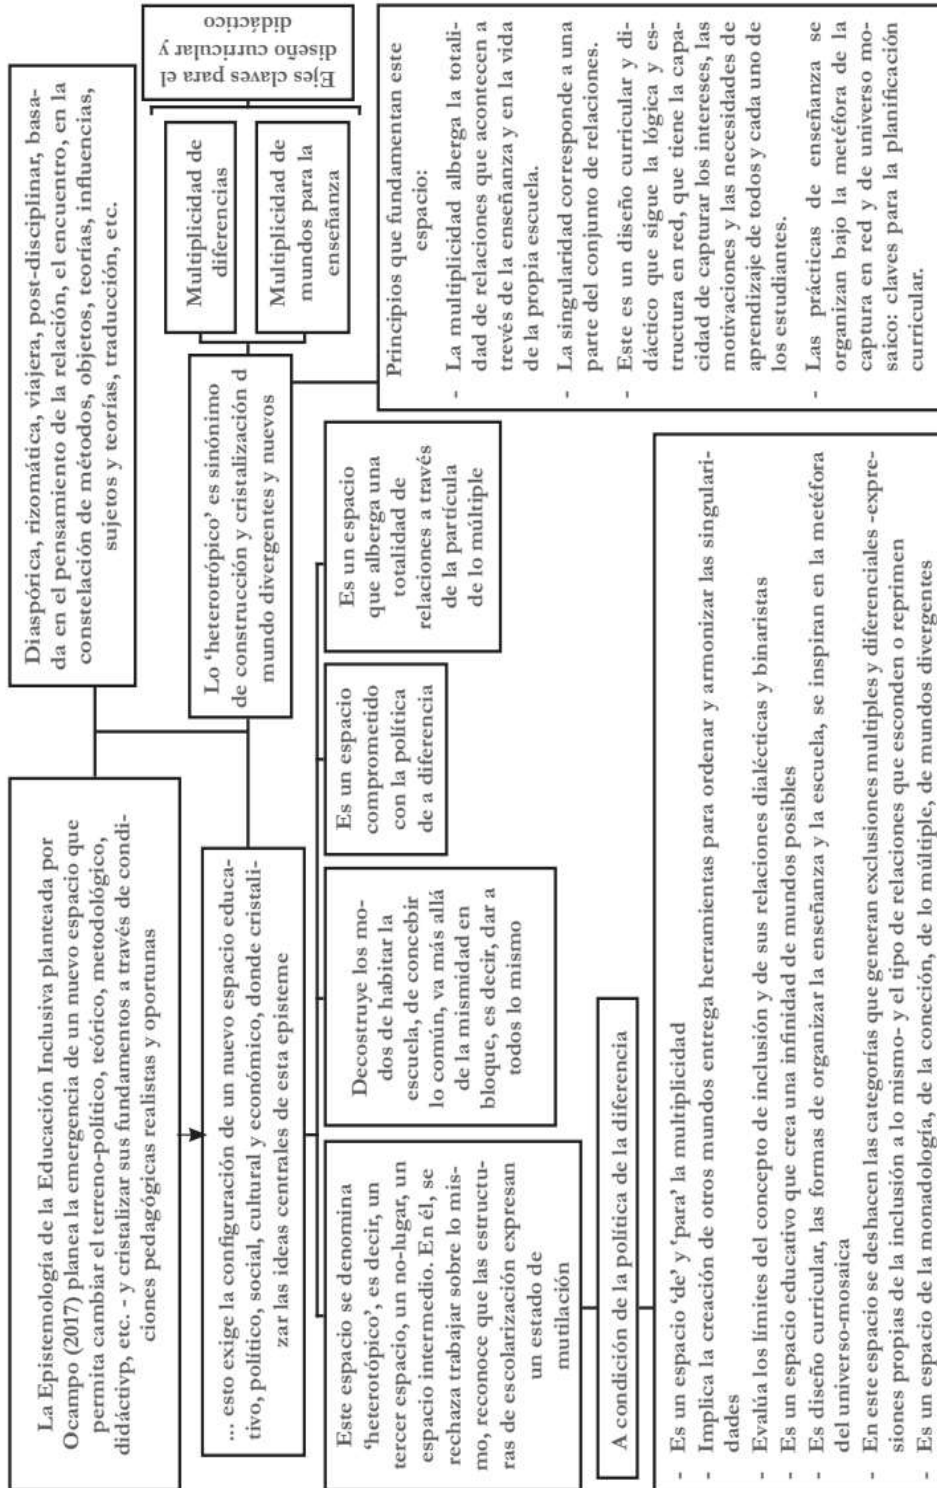 La Epistemología de la Educación Inclusiva planteada por
Ocampo (2017) planea la emergencia de un nuevo espacio que
permita cambiar el terreno-político, teórico, metodológico,
didáctivp, etc. - y cristalizar sus fundamentos a través de condi-
ciones pedagógicas realistas y oportunas
Diaspórica, rizomática, viajera, post-disciplinar, basa-
da en el pensamiento de la relación, el encuentro, en la
constelación de métodos, objetos, teorías, influencias,
sujetos y teorías, traducción, etc.
... esto exige la configuración de un nuevo espacio educa-
tivo, político, social, cultural y económico, donde cristali-
zar las ideas centrales de esta episteme
Lo ‘heterotrópico’ es sinónimo
de construcción y cristalización d
mundo divergentes y nuevos
Multiplicidad de
diferencias
Multiplicidad de
mundos para la
enseñanza
Ejes claves para el
diseño curricular y
didáctico
Este espacio se denomina
‘heterotópico’, es decir, un
tercer espacio, un no-lugar, un
espacio intermedio. En él, se
rechaza trabajar sobre lo mis-
mo, reconoce que las estructu-
ras de escolarización expresan
un estado de
mutilación
Decostruye los mo-
dos de habitar la
escuela, de concebir
lo común, va más allá
de la mismidad en
bloque, es decir, dar a
todos lo mismo
Es un espacio
comprometido
con la política
de a diferencia
Es un espacio
que alberga una
totalidad de
relaciones a través
de la partícula
de lo múltiple
Principios que fundamentan este
espacio:
- La multiplicidad alberga la totali-
dad de relaciones que acontecen a
trevés de la enseñanza y en la vida
de la propia escuela.
- La singularidad corresponde a una
parte del conjunto de relaciones.
- Este es un diseño curricular y di-
dáctico que sigue la lógica y es-
tructura en red, que tiene la capa-
cidad de capturar los intereses, las
motivaciones y las necesidades de
aprendizaje de todos y cada uno de
los estudiantes.
- Las prácticas de enseñanza se
organizan bajo la metéfora de la
captura en red y de universo mo-
saico: claves para la planificación
curricular.
A condición de la política de la diferencia
- Es un espacio ‘de’ y ‘para’ la multiplicidad
- Implica la creación de otros mundos entrega herramientas para ordenar y armonizar las singulari-
dades
- Evalúa los límites del concepto de inclusión y de sus relaciones dialécticas y binaristas
- Es un espacio educativo que crea una infinidad de mundos posibles
- Es diseño curricular, las formas de organizar la enseñanza y la escuela, se inspiran en la metéfora
del universo-mosaica
- En este espacio se deshacen las categorías que generan exclusiones multiples y diferenciales -expre-
siones propias de la inclusión a lo mismo- y el tipo de relaciones que esconden o reprimen
- Es un espacio de la monadología, de la coneción, de lo múltiple, de mundos divergentes